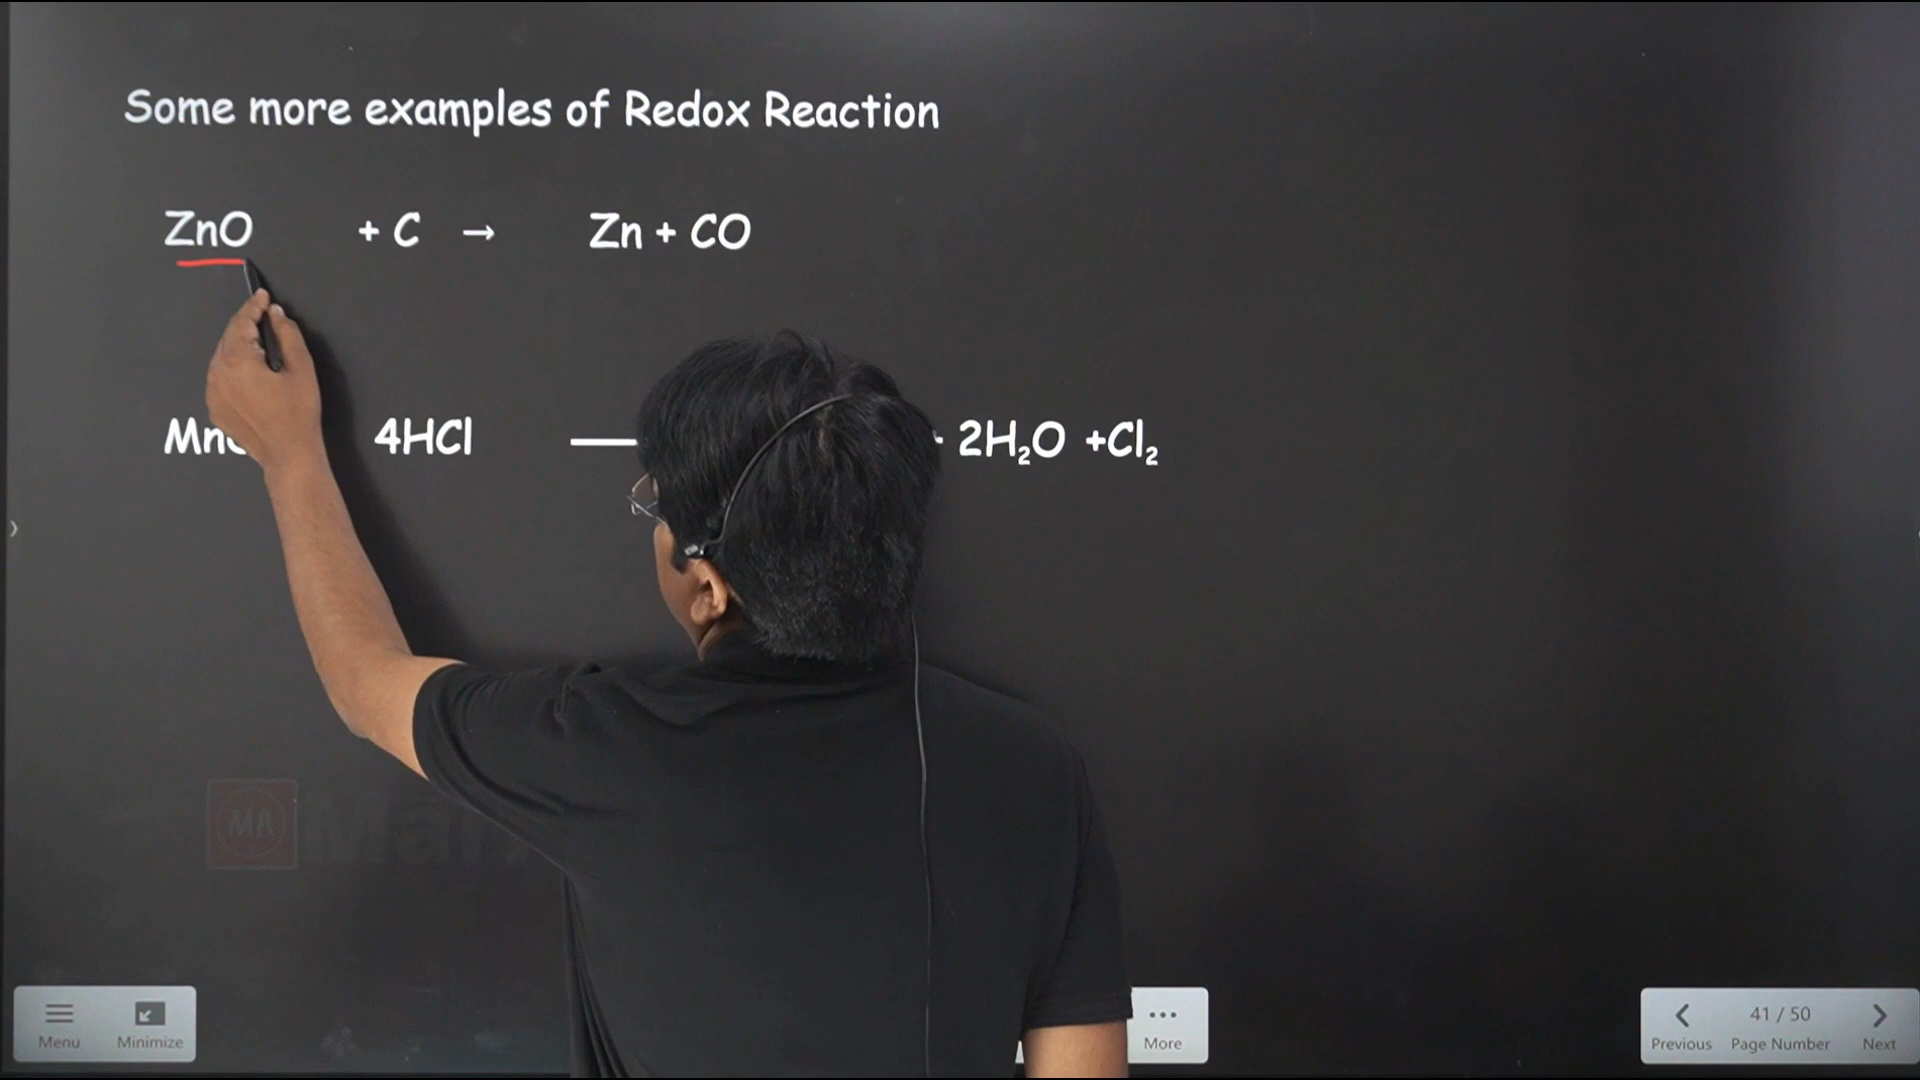 Some more examples of Redox Reaction
ZnO + C → Zn + CO
4HCl 2H₂O +Cl₂
MA
Menu
Minimize
More
41 / 50
Previous Page Number Next